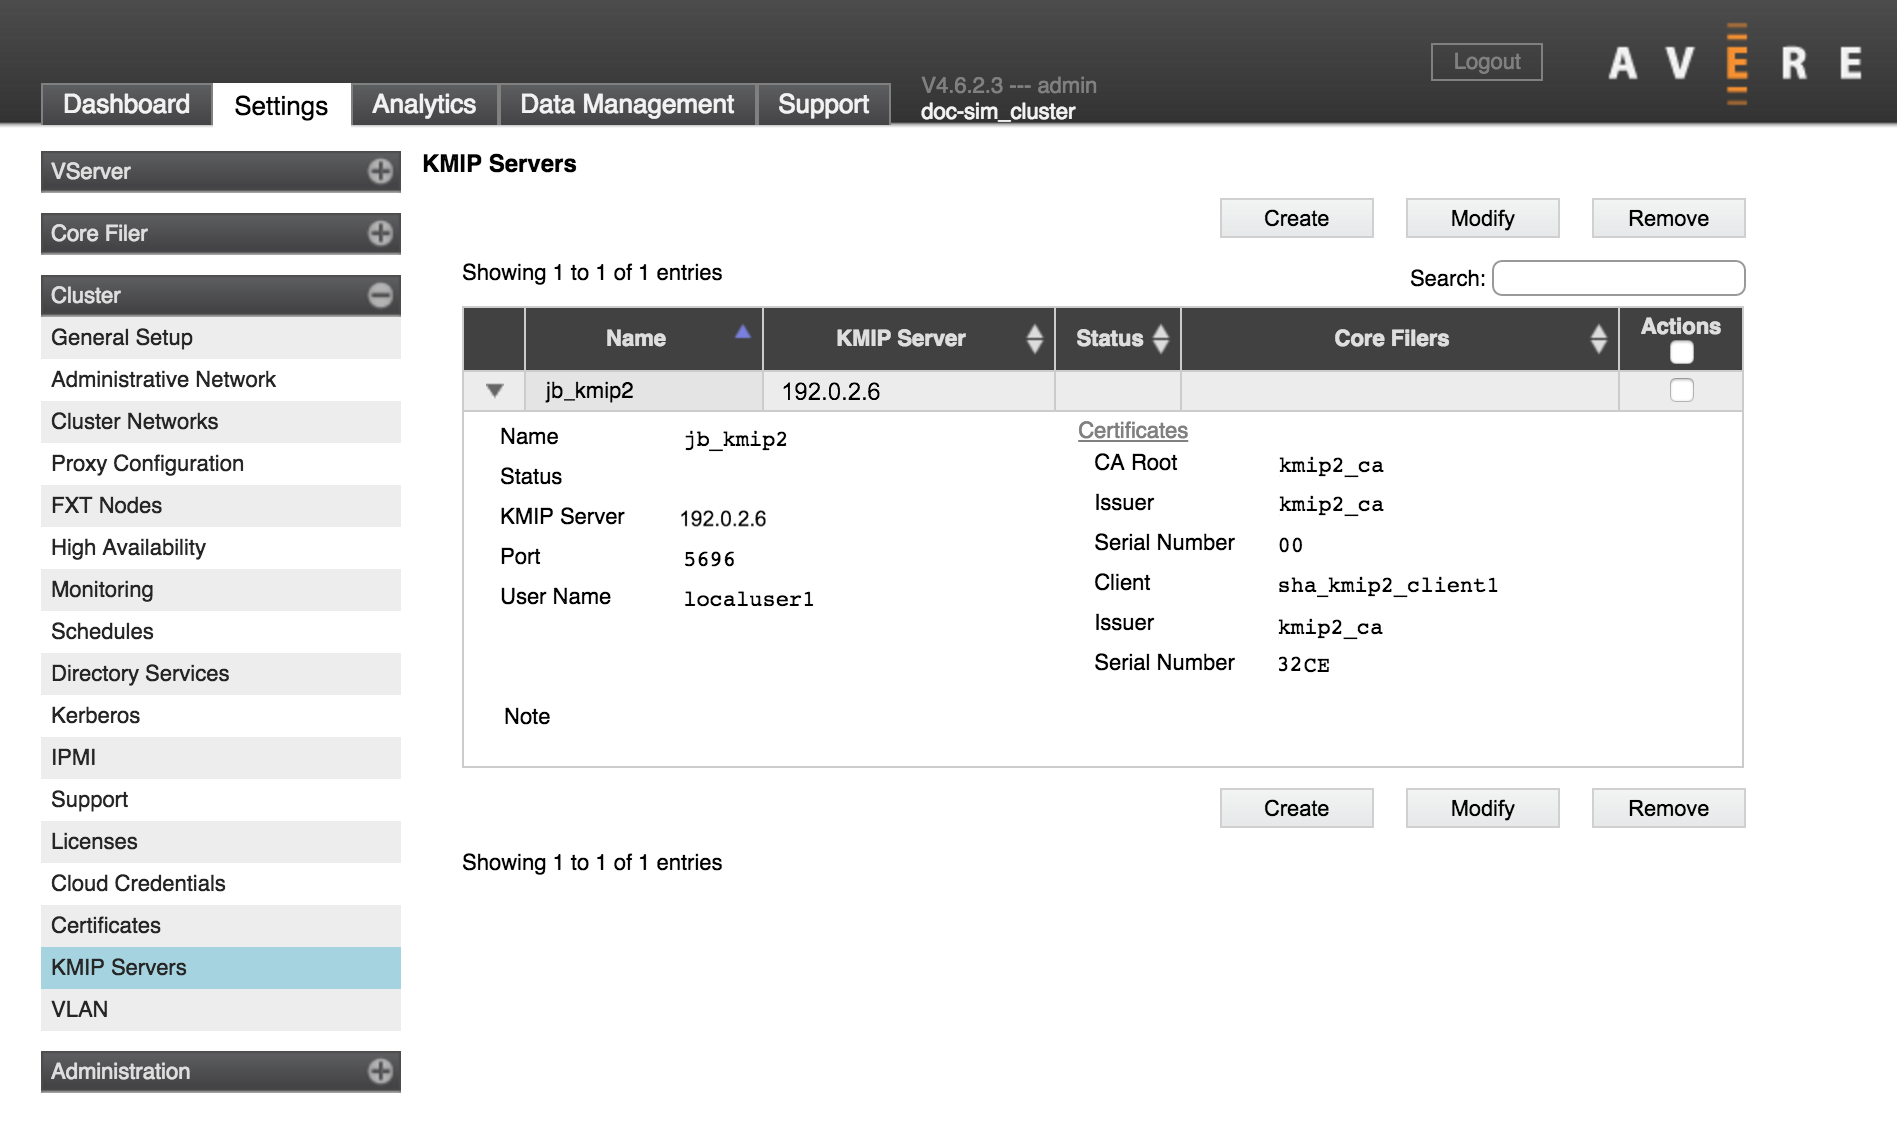 Logout
AVERE
V4.6.2.3 --- admin
doc-sim_cluster
Dashboard
Settings
Analytics
Data Management
Support
VServer
Core Filer
Cluster
General Setup
Administrative Network
Cluster Networks
Proxy Configuration
FXT Nodes
High Availability
Monitoring
Schedules
Directory Services
Kerberos
IPMI
Support
Licenses
Cloud Credentials
Certificates
KMIP Servers
VLAN
Administration
KMIP Servers
Create Modify Remove
Showing 1 to 1 of 1 entries
Search:
Name KMIP Server Status Core Filers Actions
jb_kmip2 192.0.2.6
Name jb_kmip2
Status
KMIP Server 192.0.2.6
Port 5696
User Name localuser1
Certificates
CA Root kmip2_ca
Issuer kmip2_ca
Serial Number 00
Client sha_kmip2_client1
Issuer kmip2_ca
Serial Number 32CE
Note
Create Modify Remove
Showing 1 to 1 of 1 entries